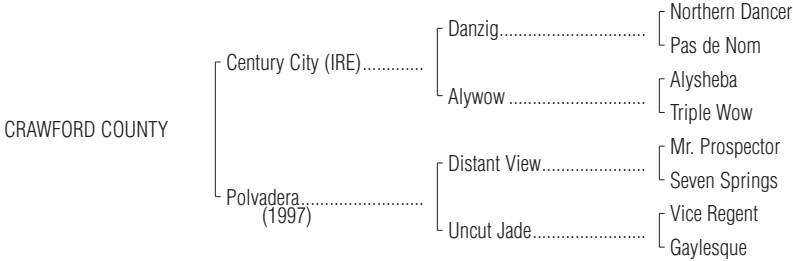 Northern Dancer
Danzig..............................
Pas de Nom
Century City (IRE).............
Alysheba
Alywow ............................
Triple Wow
CRAWFORD COUNTY
Mr. Prospector
Distant View.....................
Seven Springs
Polvadera.........................
(1997)
Vice Regent
Uncut Jade.......................
Gaylesque